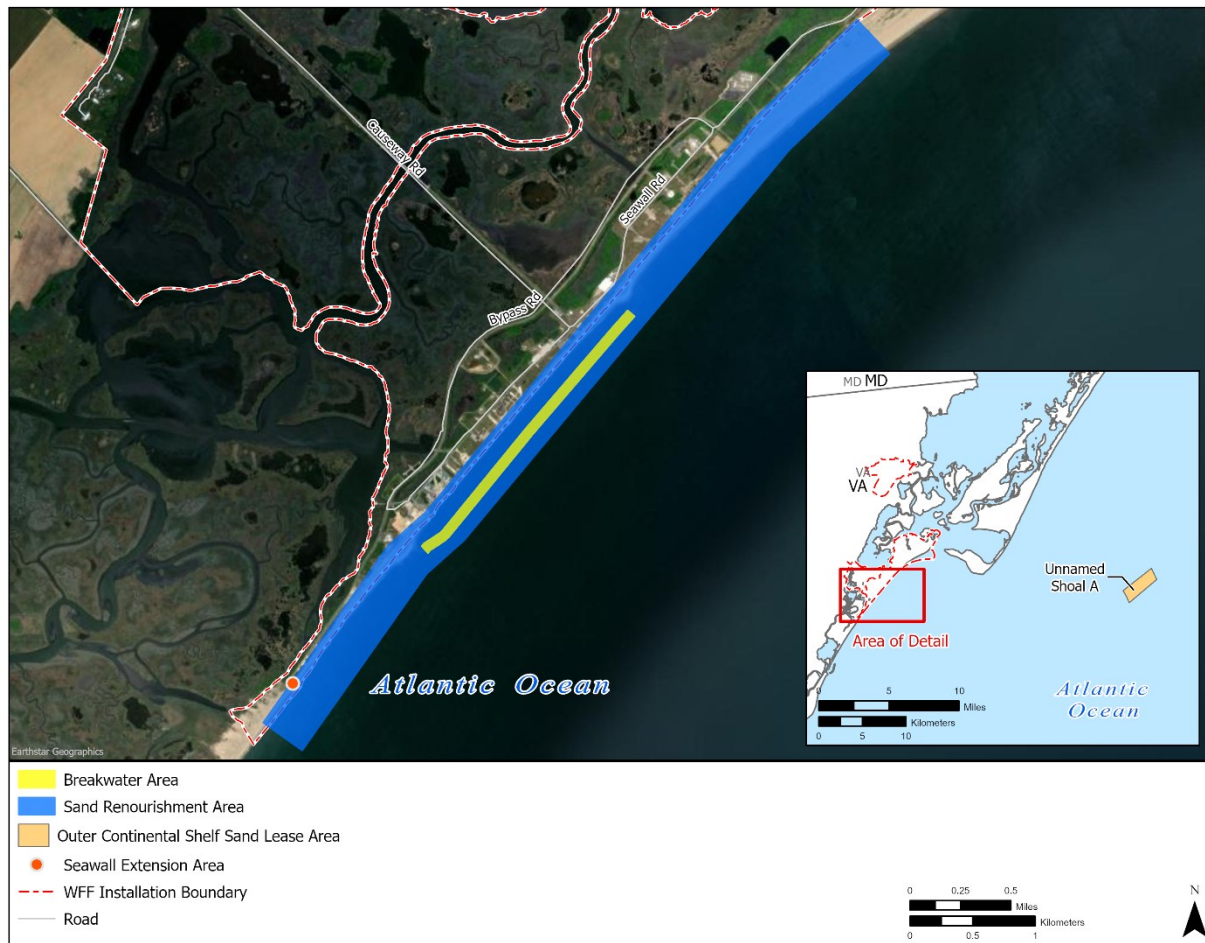 Causeway Rd
Seawall Rd
Bypass Rd
Atlantic Ocean
Earthstar Geographics
MD MD
VA
VA
Unnamed
Shoal A
Area of Detail
0 5 10
Miles
Kilometers
0 5 10
Atlantic
Ocean
Breakwater Area
Sand Renourishment Area
Outer Continental Shelf Sand Lease Area
Seawall Extension Area
WFF Installation Boundary
Road
0 0.25 0.5
Miles
Kilometers
0 0.5 1
N